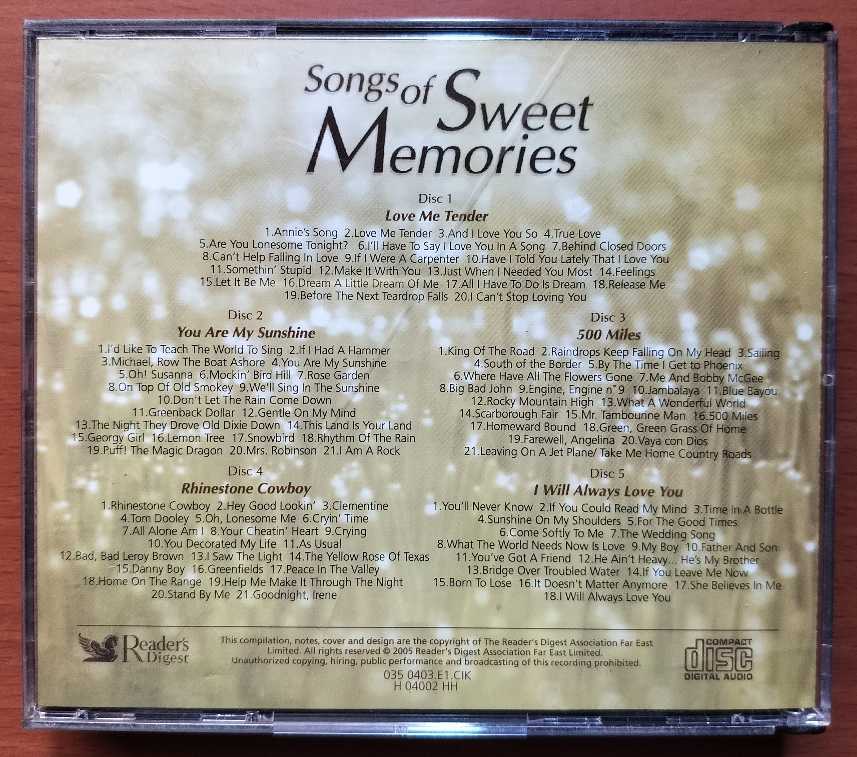 Songs of Sweet
Memories
Disc 1
Love Me Tender
1.Annie's Song 2.Love Me Tender 3.And I Love You So 4.True Love
5.Are You Lonesome Tonight? 6.I'll Have To Say I Love You In A Song 7.Behind Closed Doors
8.Can't Help Falling In Love 9.If I Were A Carpenter 10.Have I Told You Lately That I Love You
11.Somethin' Stupid 12.Make It With You 13.Just When I Needed You Most 14.Feelings
15.Let It Be Me 16.Dream A Little Dream Of Me 17.All I Have To Do Is Dream 18.Release Me
19.Before The Next Teardrop Falls 20.I Can't Stop Loving You
Disc 2
You Are My Sunshine
1.I'd Like To Teach The World To Sing 2.If I Had A Hammer
3.Michael, Row The Boat Ashore 4.You Are My Sunshine
5.Oh! Susanna 6.Mockin' Bird Hill 7.Rose Garden
8.On Top Of Old Smokey 9.We'll Sing In The Sunshine
10.Don't Let The Rain Come Down
11.Greenback Dollar 12.Gentle On My Mind
13.The Night They Drove Old Dixie Down 14.This Land Is Your Land
15.Georgy Girl 16.Lemon Tree 17.Snowbird 18.Rhythm Of The Rain
19.Puff! The Magic Dragon 20.Mrs. Robinson 21.I Am A Rock
Disc 3
500 Miles
1.King Of The Road 2.Raindrops Keep Falling On My Head 3.Sailing
4.South of the Border 5.By The Time I Get to Phoenix
6.Where Have All The Flowers Gone 7.Me And Bobby McGee
8.Big Bad John 9.Engine, Engine n°9 10.Jambalaya 11.Blue Bayou
12.Rocky Mountain High 13.What A Wonderful World
14.Scarborough Fair 15.Mr. Tambourine Man 16.500 Miles
17.Homeward Bound 18.Green, Green Grass Of Home
19.Farewell, Angelina 20.Vaya con Dios
21.Leaving On A Jet Plane/ Take Me Home Country Roads
Disc 4
Rhinestone Cowboy
1.Rhinestone Cowboy 2.Hey Good Lookin' 3.Clementine
4.Tom Dooley 5.Oh, Lonesome Me 6.Cryin' Time
7.All Alone Am I 8.Your Cheatin' Heart 9.Crying
10.You Decorated My Life 11.As Usual
12.Bad, Bad Leroy Brown 13.I Saw The Light 14.The Yellow Rose Of Texas
15.Danny Boy 16.Greenfields 17.Peace In The Valley
18.Home On The Range 19.Help Me Make It Through The Night
20.Stand By Me 21.Goodnight, Irene
Disc 5
I Will Always Love You
1.You'll Never Know 2.If You Could Read My Mind 3.Time In A Bottle
4.Sunshine On My Shoulders 5.For The Good Times
6.Come Softly To Me 7.The Wedding Song
8.What The World Needs Now Is Love 9.My Boy 10.Father And Son
11.You've Got A Friend 12.He Ain't Heavy... He's My Brother
13.Bridge Over Troubled Water 14.If You Leave Me Now
15.Born To Lose 16.It Doesn't Matter Anymore 17.She Believes In Me
18.I Will Always Love You
Reader's
Digest
This compilation, notes, cover and design are the copyright of The Reader's Digest Association Far East
Limited. All rights reserved © 2005 Reader's Digest Association Far East Limited.
Unauthorized copying, hiring, public performance and broadcasting of this recording prohibited.
035 0403.E1.CIK
H 04002 HH
COMPACT
disc
DIGITAL AUDIO